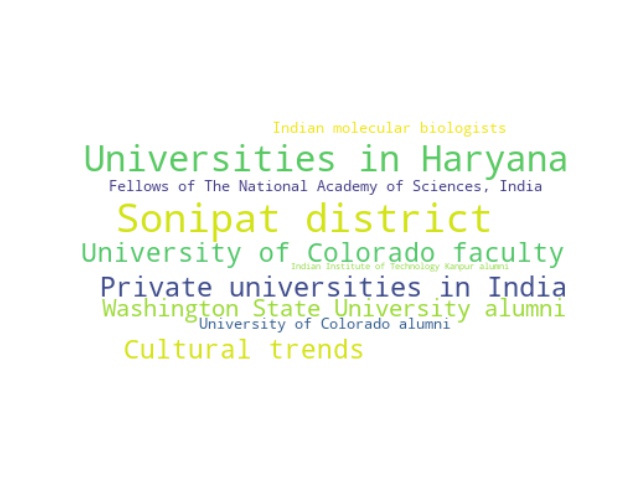 Indian molecular biologists
Universities in Haryana
Fellows of The National Academy of Sciences, India
Sonipat district
University of Colorado faculty
Indian Institute of Technology Kanpur alumni
Private universities in India
Washington State University alumni
University of Colorado alumni
Cultural trends